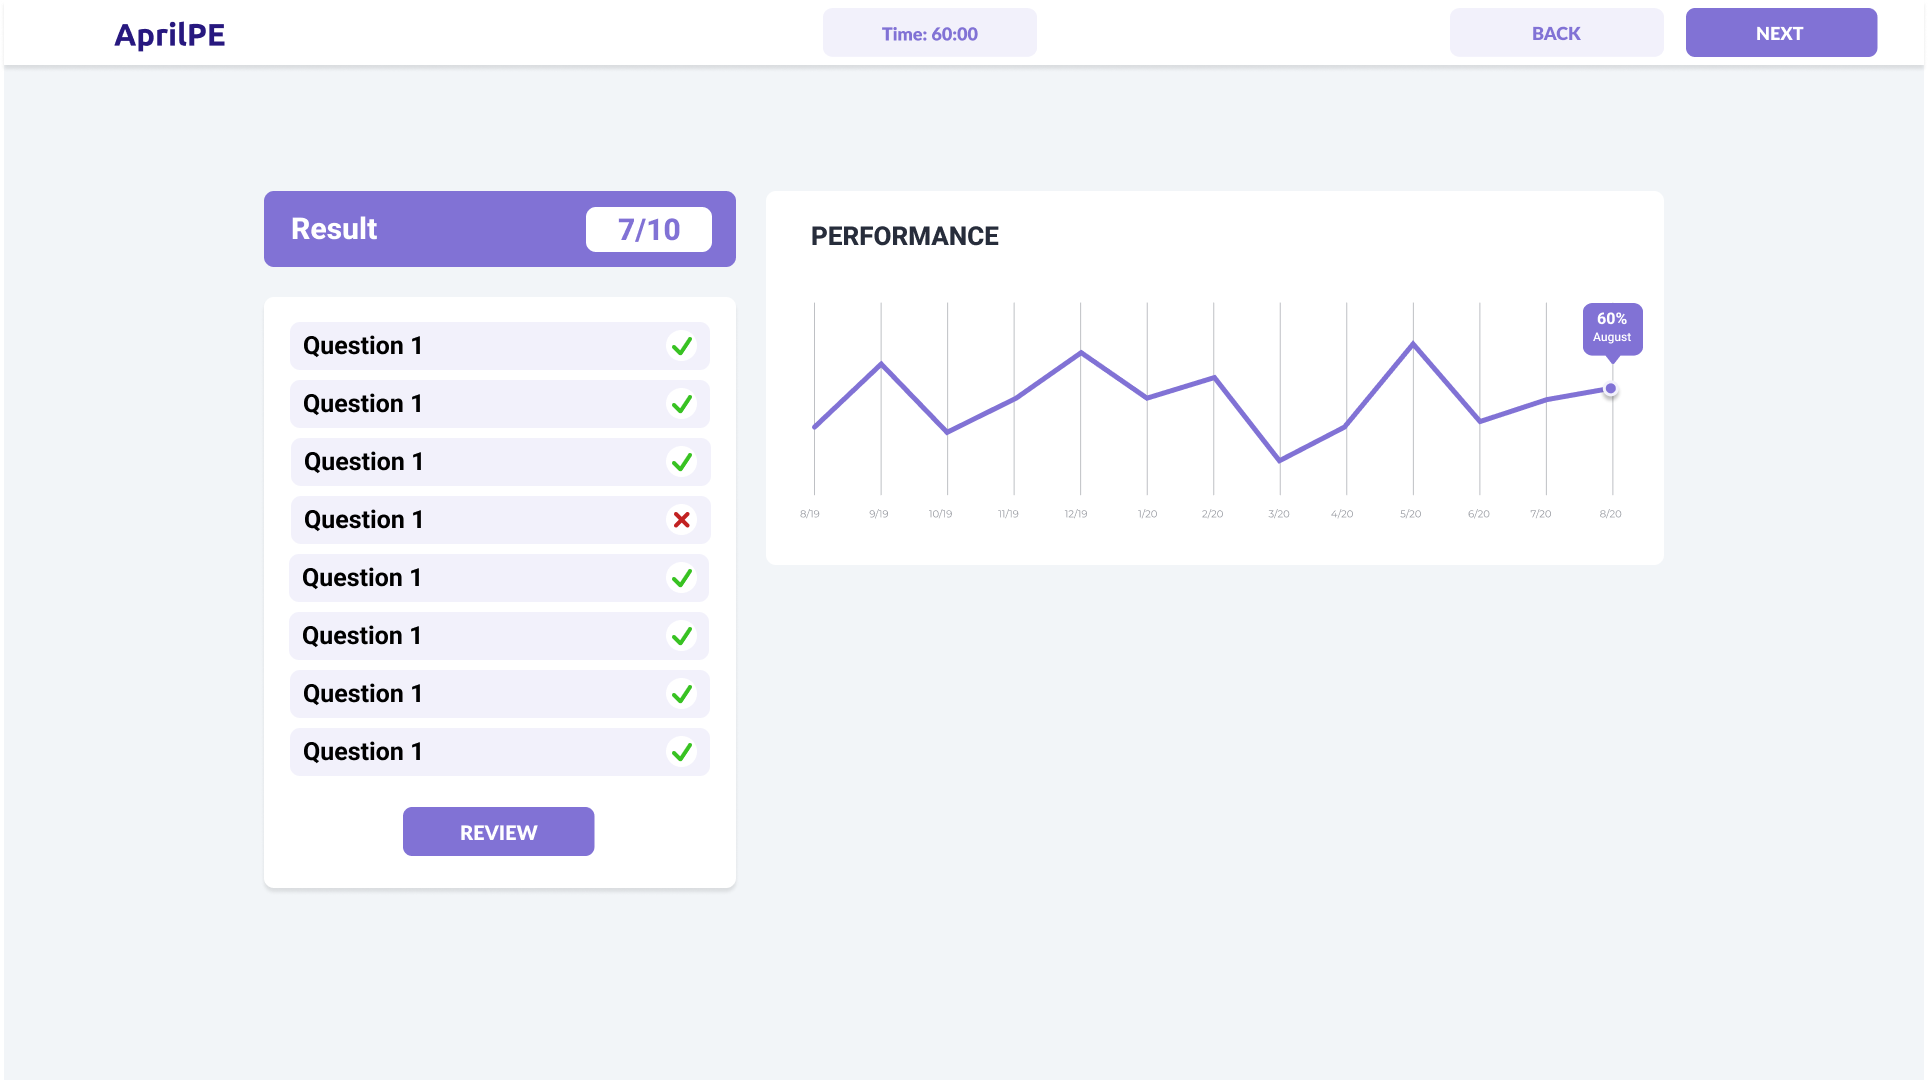 AprilPE
Time: 60:00
BACK
NEXT
Result
7/10
Question 1
Question 1
Question 1
Question 1
Question 1
Question 1
Question 1
Question 1
REVIEW
PERFORMANCE
60%
August
8/19 9/19 10/19 11/19 12/19 1/20 2/20 3/20 4/20 5/20 6/20 7/20 8/20